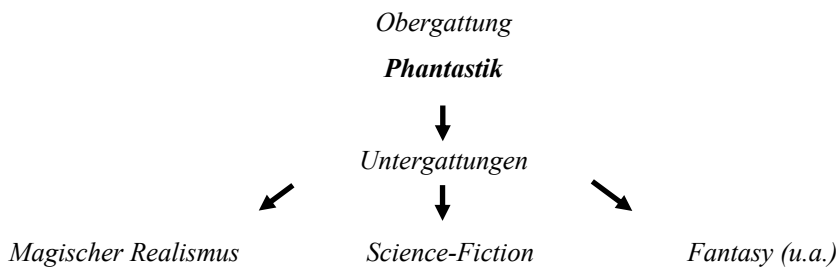 Obergattung
Phantastik
Untergattungen
Magischer Realismus Science-Fiction Fantasy (u.a.)